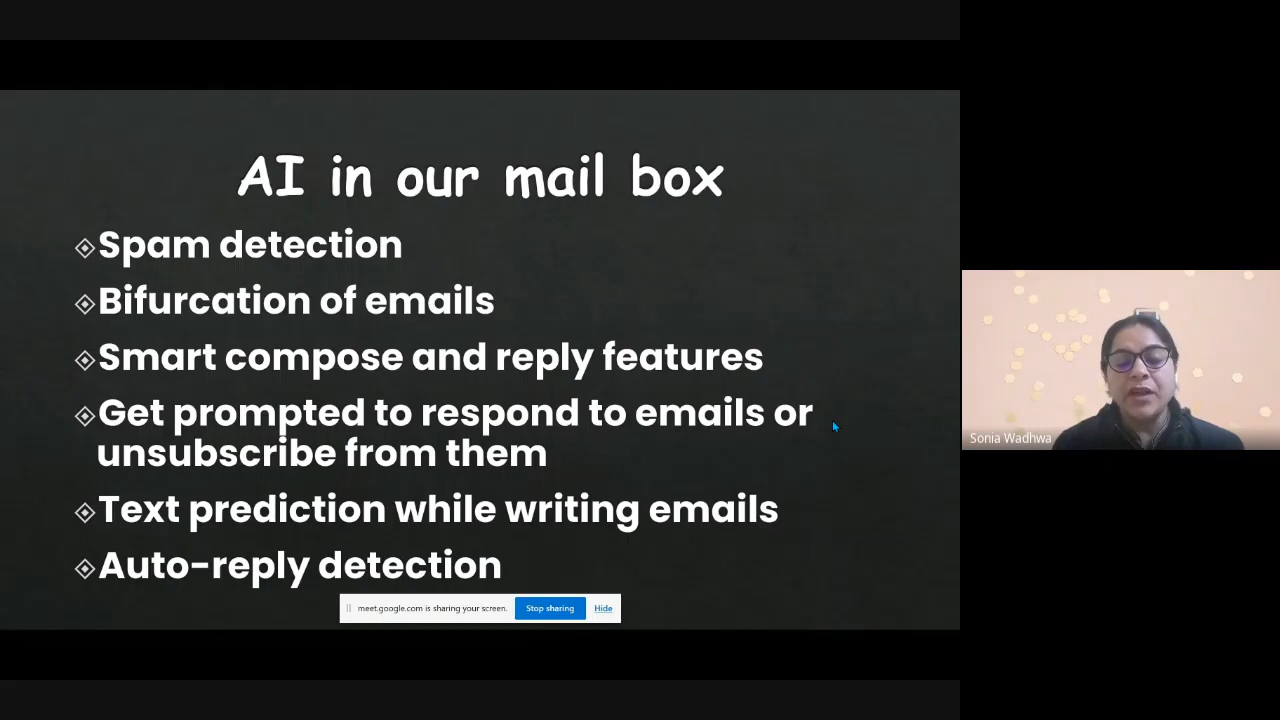 AI in our mail box
Spam detection
Bifurcation of emails
Smart compose and reply features
Get prompted to respond to emails or
unsubscribe from them
Text prediction while writing emails
Auto-reply detection
meet.google.com is sharing your screen. Stop sharing Hide
Sonia Wadhwa